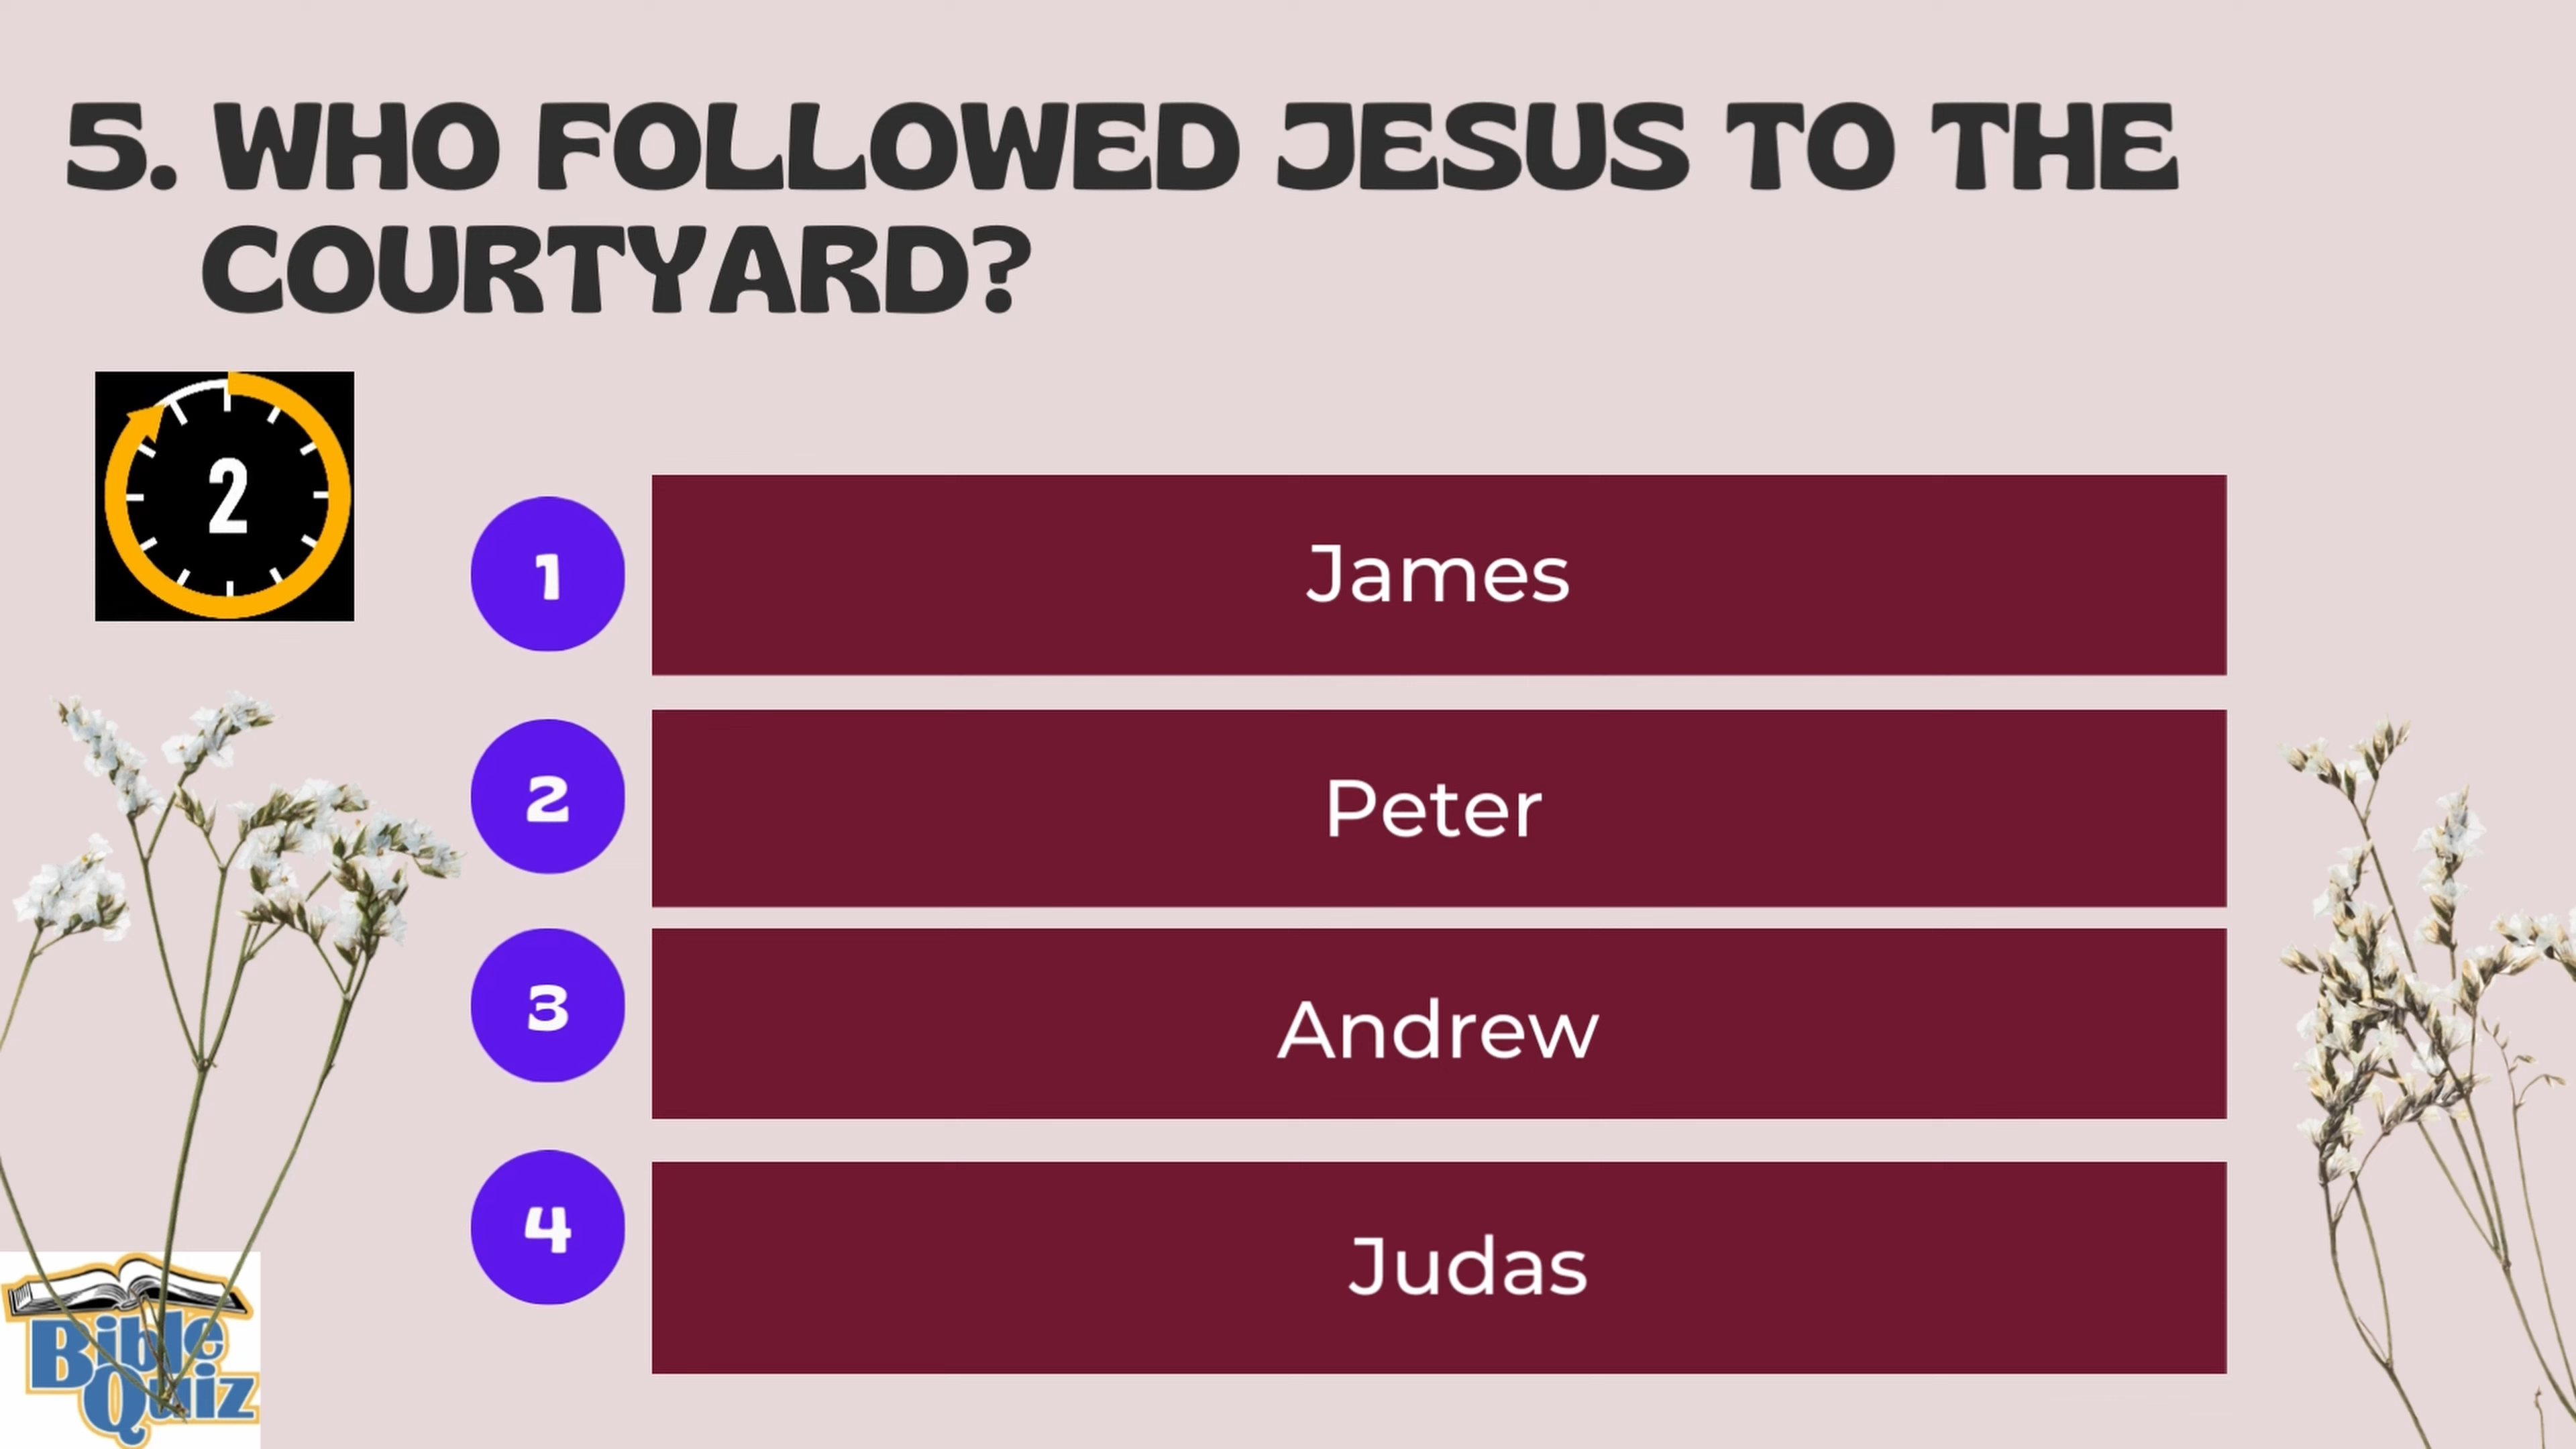 5. WHO FOLLOWED JESUS TO THE
COURTYARD?
2
1
James
2
Peter
3
Andrew
4
Judas
Bible
Quiz